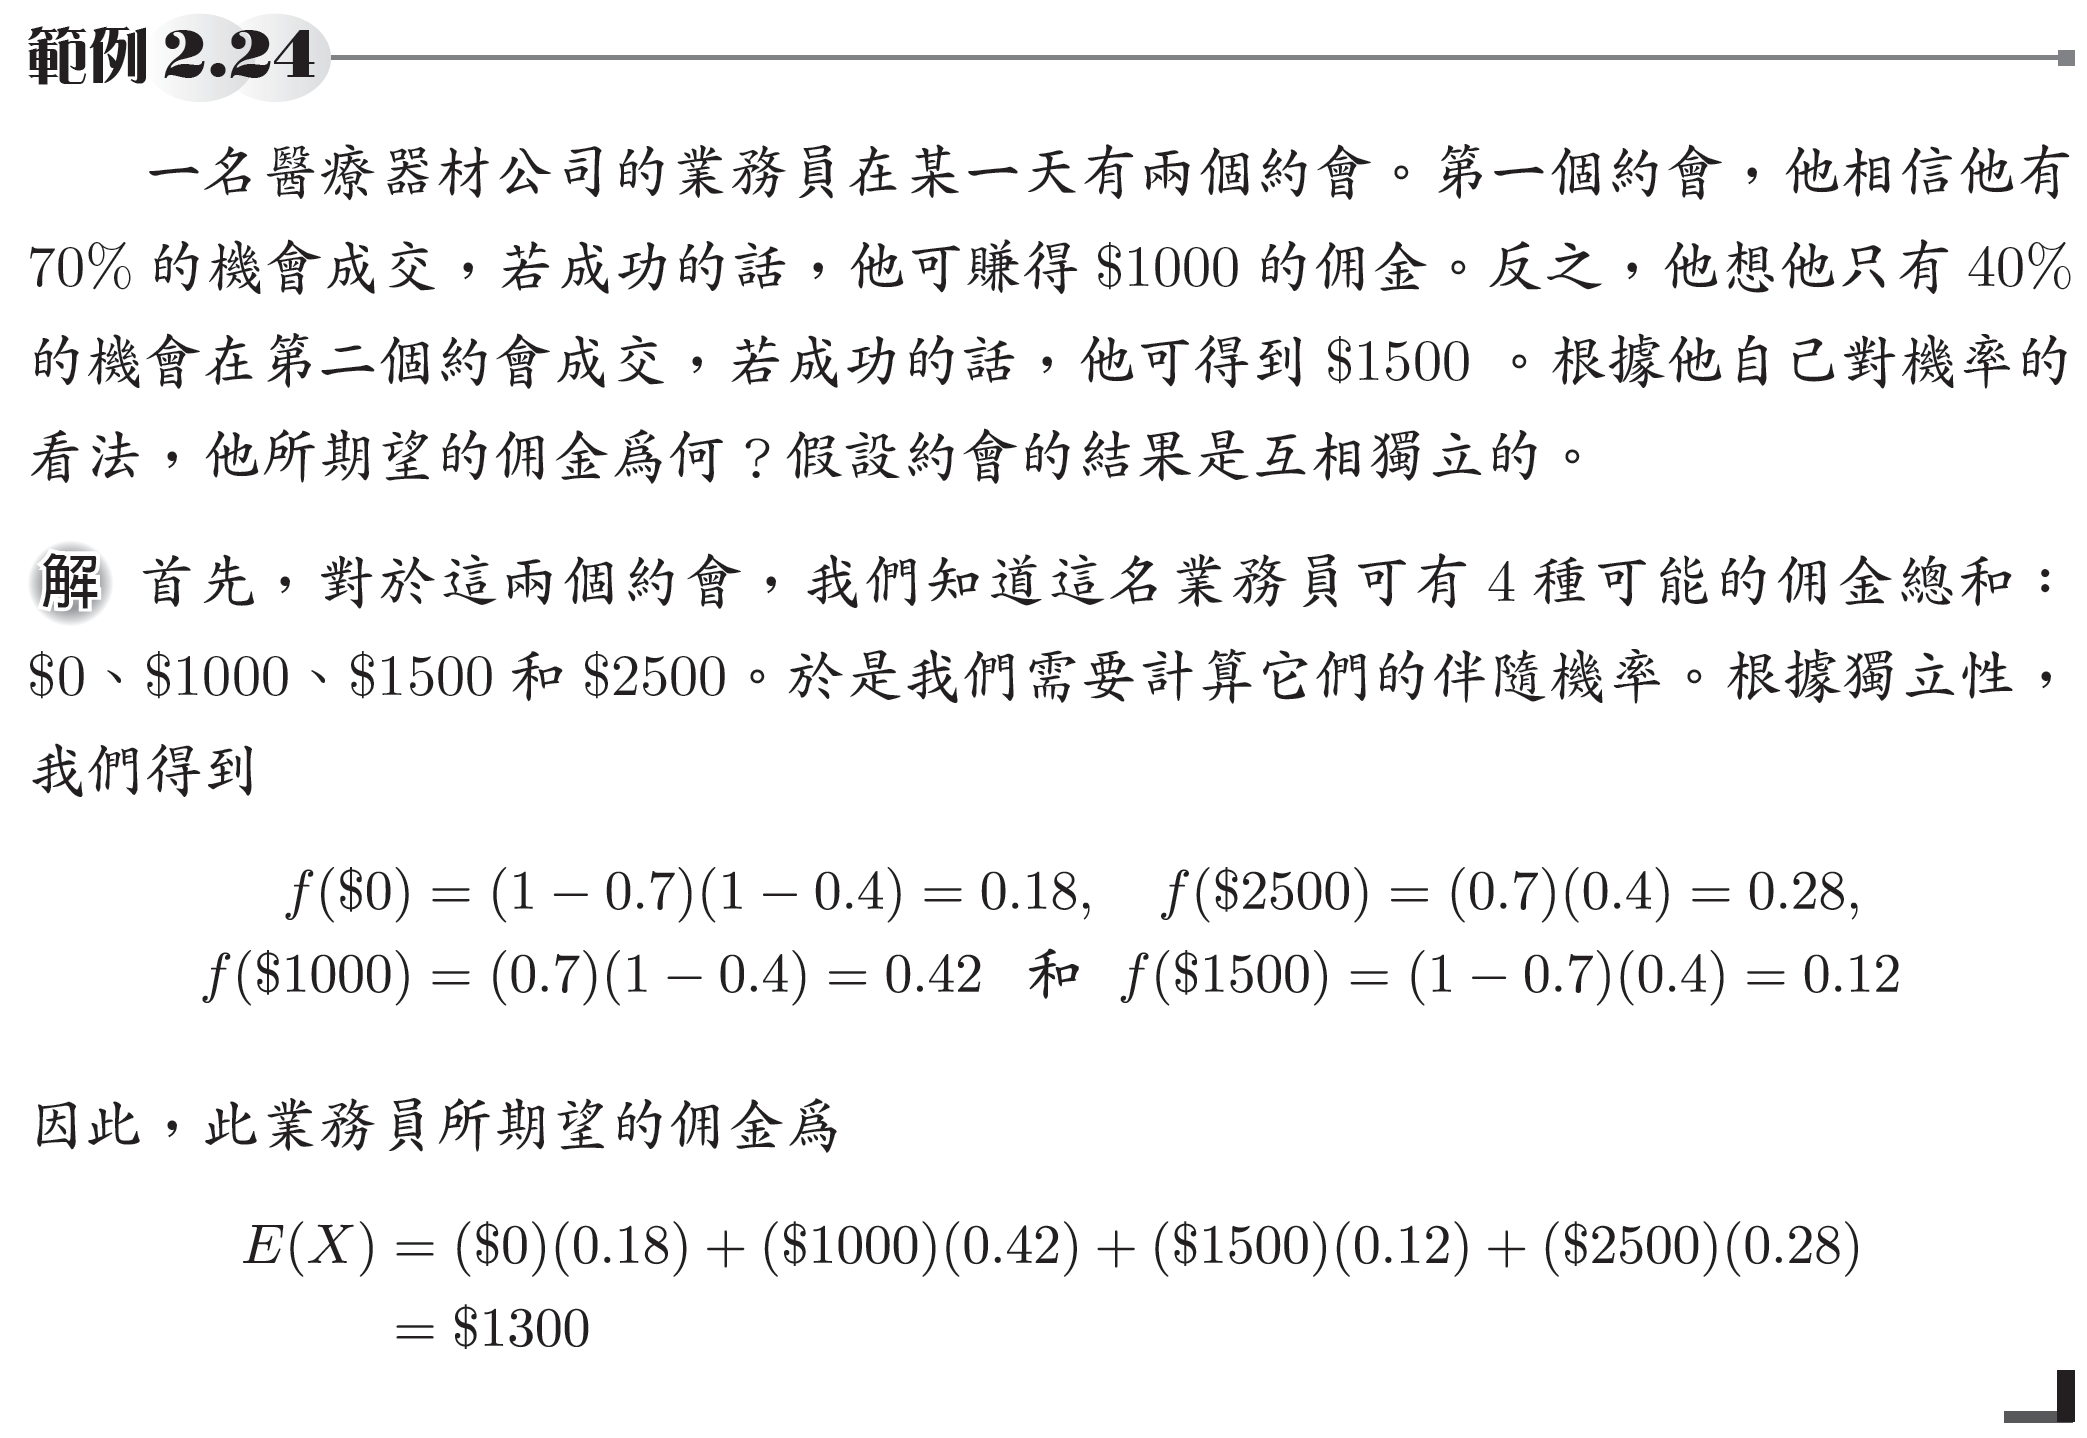 範例 2.24
一名醫療器材公司的業務員在某一天有兩個約會。第一個約會，他相信他有
70% 的機會成交，若成功的話，他可賺得 $1000 的佣金。反之，他想他只有 40%
的機會在第二個約會成交，若成功的話，他可得到 $1500 。根據他自己對機率的
看法，他所期望的佣金爲何？假設約會的結果是互相獨立的。
解 首先，對於這兩個約會，我們知道這名業務員可有 4 種可能的佣金總和：
$0、$1000、$1500 和 $2500。於是我們需要計算它們的伴隨機率。根據獨立性，
我們得到
f($0) = (1 − 0.7)(1 − 0.4) = 0.18, f($2500) = (0.7)(0.4) = 0.28,
f($1000) = (0.7)(1 − 0.4) = 0.42 和 f($1500) = (1 − 0.7)(0.4) = 0.12
因此，此業務員所期望的佣金爲
E(X) = ($0)(0.18) + ($1000)(0.42) + ($1500)(0.12) + ($2500)(0.28)
= $1300